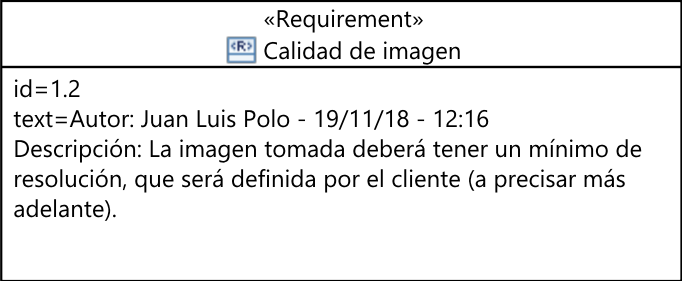 «Requirement»
<R> Calidad de imagen
id=1.2
text=Autor: Juan Luis Polo - 19/11/18 - 12:16
Descripción: La imagen tomada deberá tener un mínimo de
resolución, que será definida por el cliente (a precisar más
adelante).